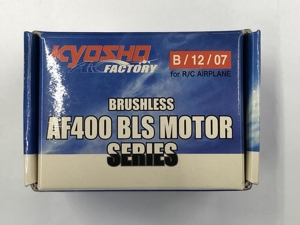 KYOSHO
FACTORY
B / 12 / 07
for R/C AIRPLANE
BRUSHLESS
AF400 BLS MOTOR
SERIES